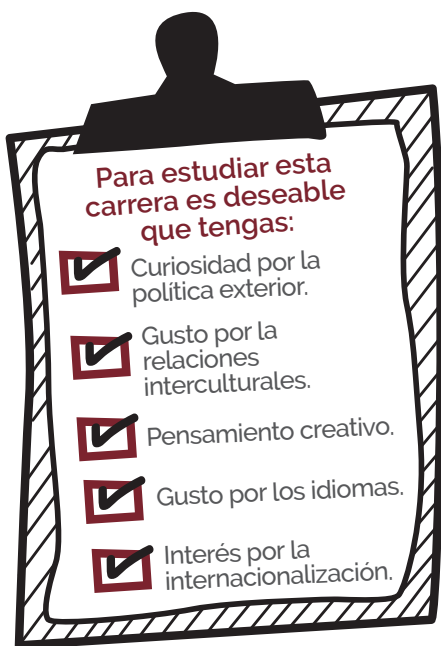 Para estudiar esta
carrera es deseable
que tengas:
Curiosidad por la
política exterior.
Gusto por la
relaciones
interculturales.
Pensamiento creativo.
Gusto por los idiomas.
Interés por la
internacionalización.